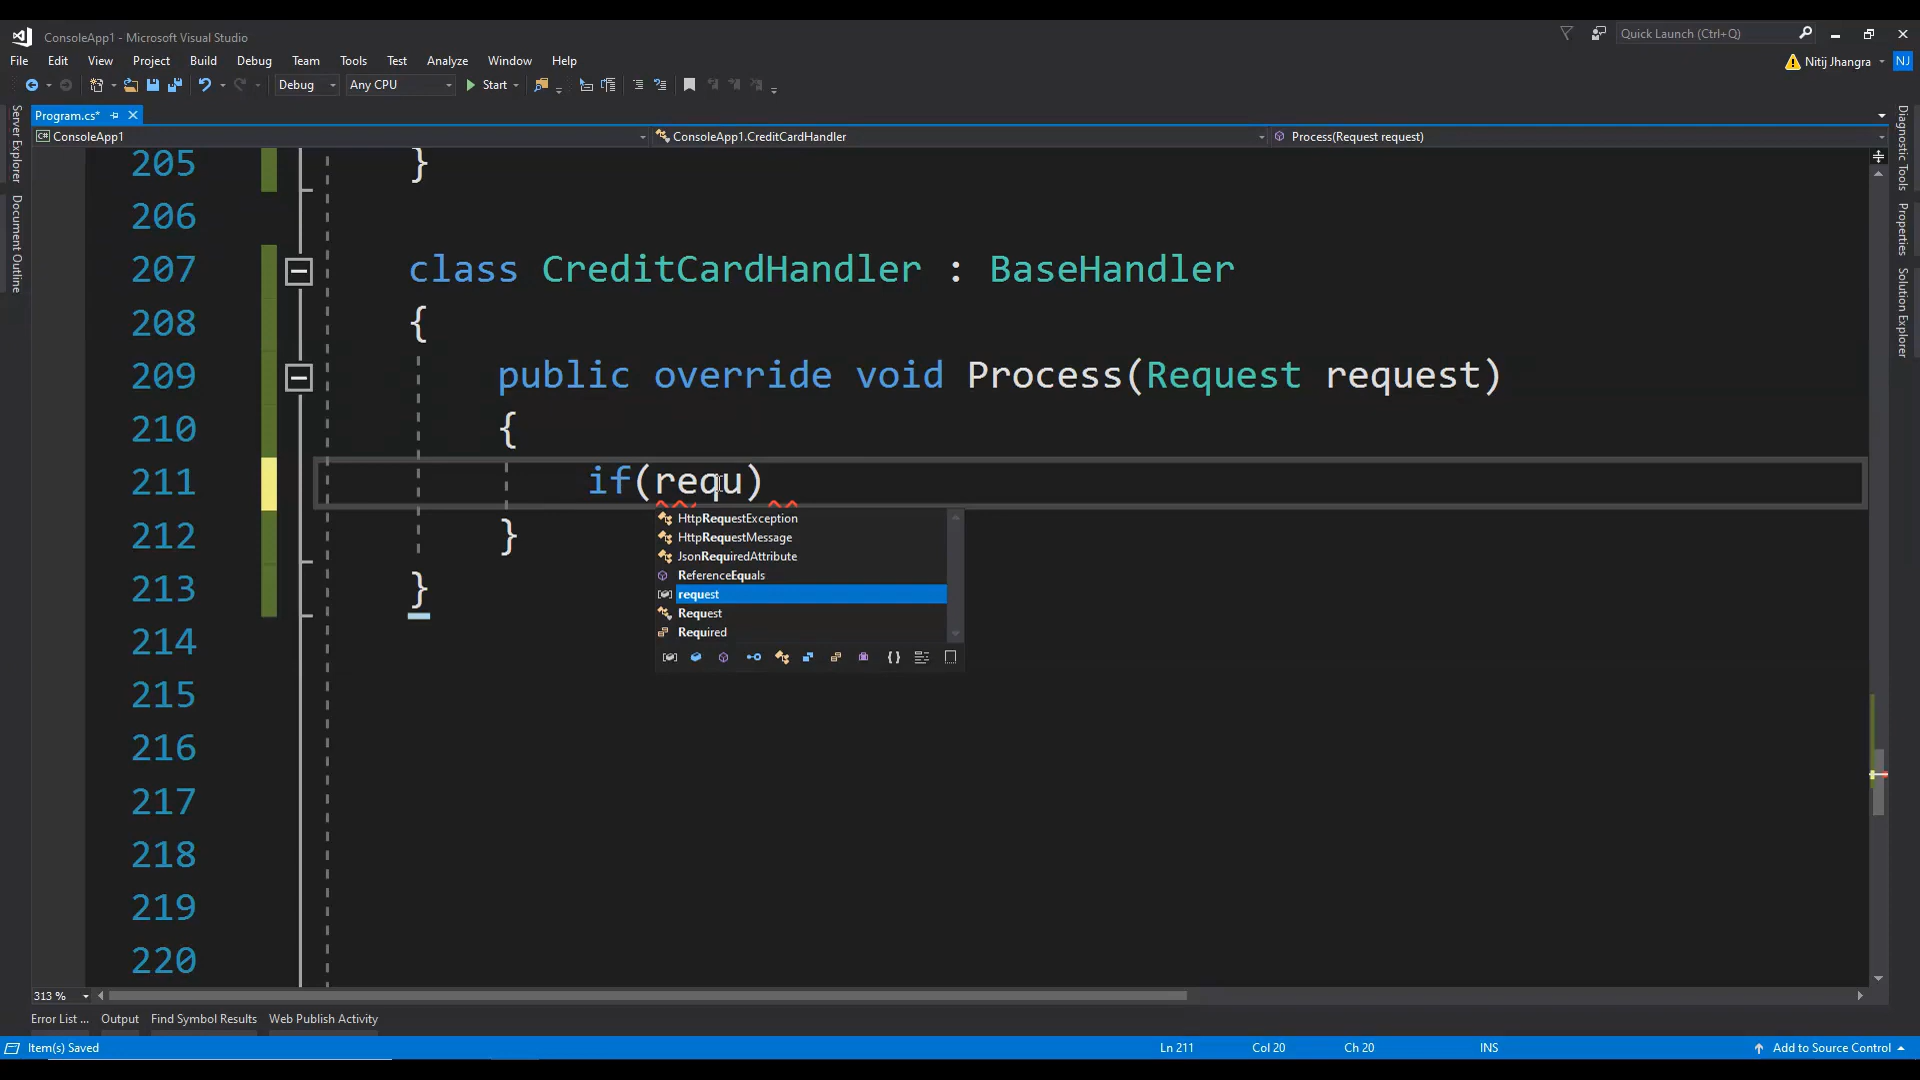 ConsoleApp1 - Microsoft Visual Studio
Quick Launch (Ctrl+Q)
File Edit View Project Build Debug Team Tools Test Analyze Window Help
Nitij Jhangra NJ
Debug Any CPU Start
Program.cs*
ConsoleApp1 ConsoleApp1.CreditCardHandler Process(Request request)
Server Explorer
Document Outline
Diagnostic Tools
Properties
Solution Explorer
205 }
206
207 class CreditCardHandler : BaseHandler
208 {
209 public override void Process(Request request)
210 {
211 if(requ)
HttpRequestException
HttpRequestMessage
JsonRequiredAttribute
ReferenceEquals
request
Request
Required
212 }
213 }
214
215
216
217
218
219
220
313 %
Error List ... Output Find Symbol Results Web Publish Activity
Item(s) Saved Ln 211 Col 20 Ch 20 INS Add to Source Control